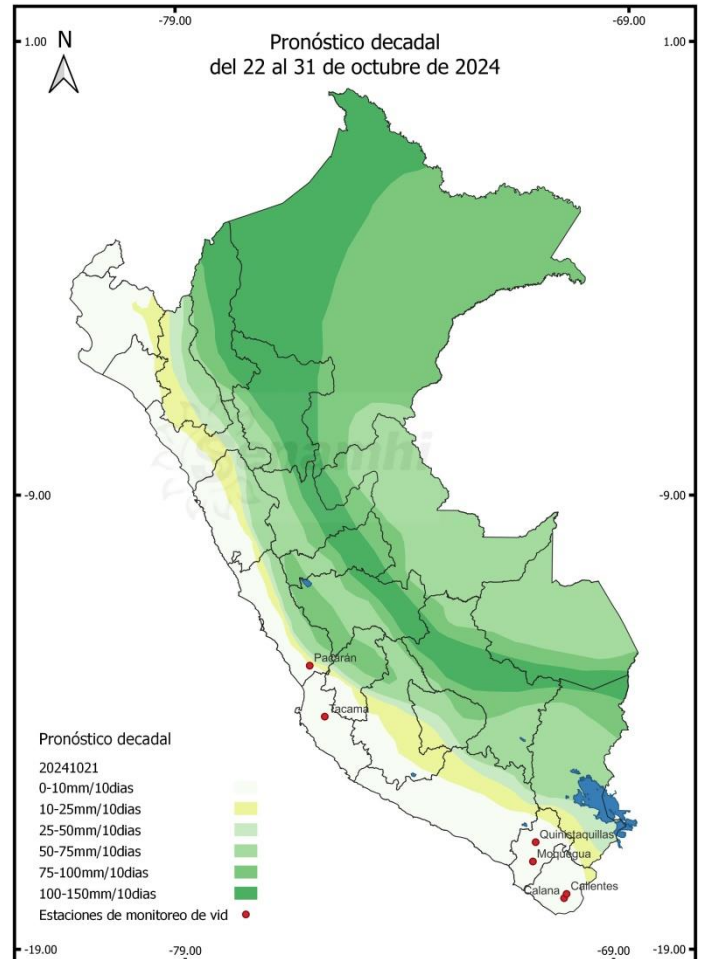 -79.00
-69.00
1.00
1.00
N
Pronóstico decadal
del 22 al 31 de octubre de 2024
Senamhi
-9.00
-9.00
Pacarán
Tacama
Pronóstico decadal
20241021
0-10mm/10dias
10-25mm/10dias
25-50mm/10dias
50-75mm/10dias
75-100mm/10dias
100-150mm/10dias
Estaciones de monitoreo de vid
Quinistaquillas
Moquegua
Calana
Calientes
-19.00
-19.00
-79.00
-69.00